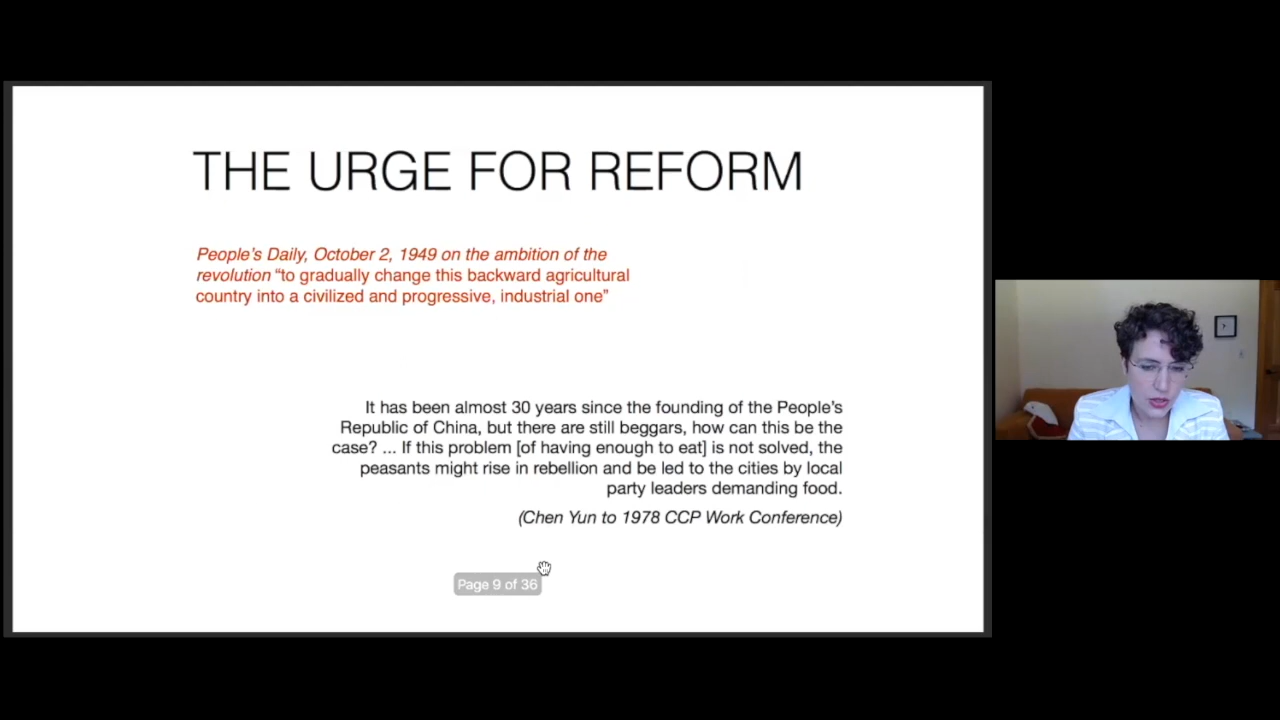 THE URGE FOR REFORM
People's Daily, October 2, 1949 on the ambition of the
revolution “to gradually change this backward agricultural
country into a civilized and progressive, industrial one”
It has been almost 30 years since the founding of the People's
Republic of China, but there are still beggars, how can this be the
case? ... If this problem [of having enough to eat] is not solved, the
peasants might rise in rebellion and be led to the cities by local
party leaders demanding food.
(Chen Yun to 1978 CCP Work Conference)
Page 9 of 36